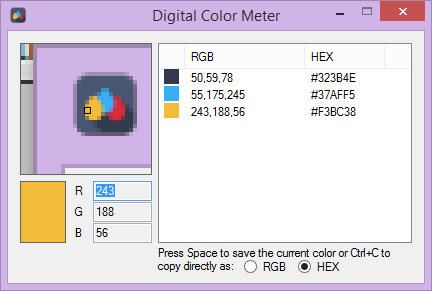 Digital Color Meter
RGB HEX
50,59,78 #323B4E
55,175,245 #37AFF5
243,188,56 #F3BC38
R 243
G 188
B 56
Press Space to save the current color or Ctrl+C to
copy directly as: RGB HEX